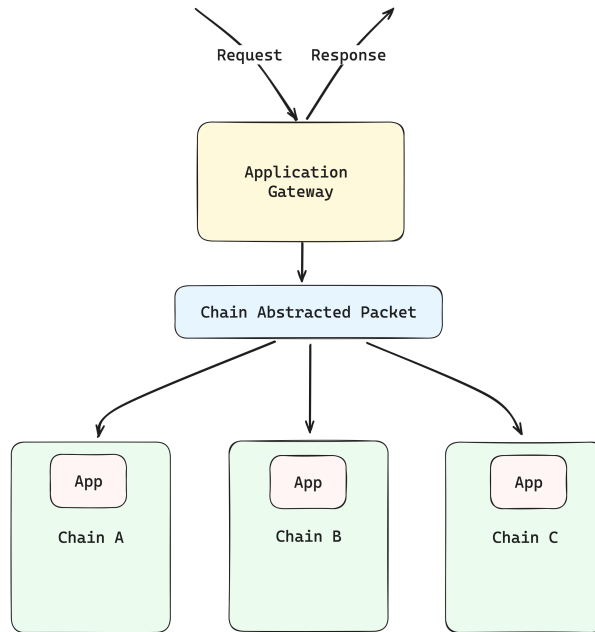 Request
Response
Application
Gateway
Chain Abstracted Packet
App
Chain A
App
Chain B
App
Chain C